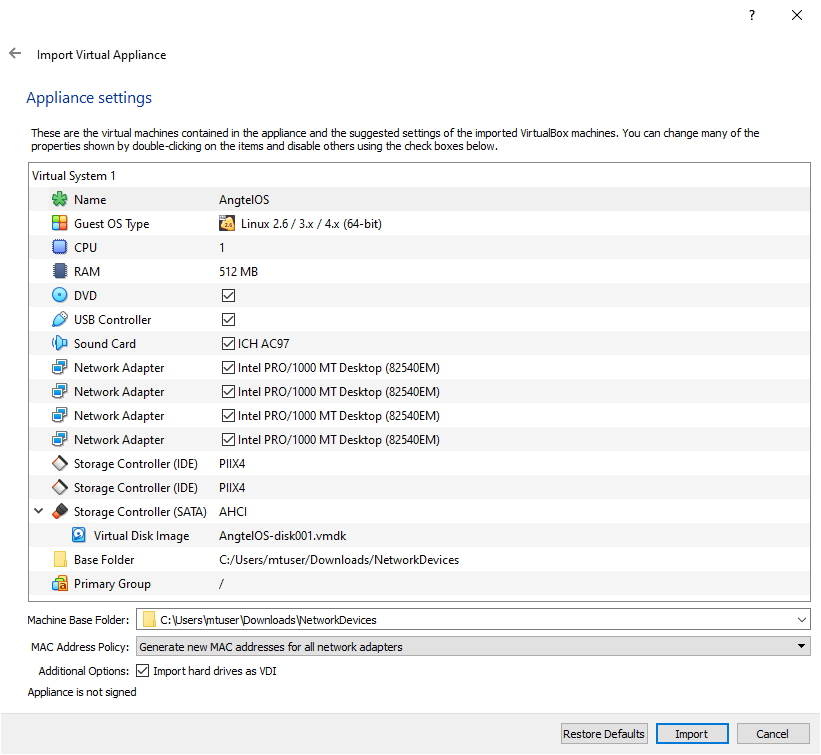 ?
Import Virtual Appliance
Appliance settings
These are the virtual machines contained in the appliance and the suggested settings of the imported VirtualBox machines. You can change many of the
properties shown by double-clicking on the items and disable others using the check boxes below.
Virtual System 1
Name AngtelOS
Guest OS Type 2.6 Linux 2.6 / 3.x / 4.x (64-bit)
CPU 1
RAM 512 MB
DVD
USB Controller
Sound Card ICH AC97
Network Adapter Intel PRO/1000 MT Desktop (82540EM)
Network Adapter Intel PRO/1000 MT Desktop (82540EM)
Network Adapter Intel PRO/1000 MT Desktop (82540EM)
Network Adapter Intel PRO/1000 MT Desktop (82540EM)
Storage Controller (IDE) PIIX4
Storage Controller (IDE) PIIX4
Storage Controller (SATA) AHCI
Virtual Disk Image AngtelOS-disk001.vmdk
Base Folder C:/Users/mtuser/Downloads/NetworkDevices
Primary Group /
Machine Base Folder: C:\Users\mtuser\Downloads\NetworkDevices
MAC Address Policy: Generate new MAC addresses for all network adapters
Additional Options: Import hard drives as VDI
Appliance is not signed
Restore Defaults Import Cancel